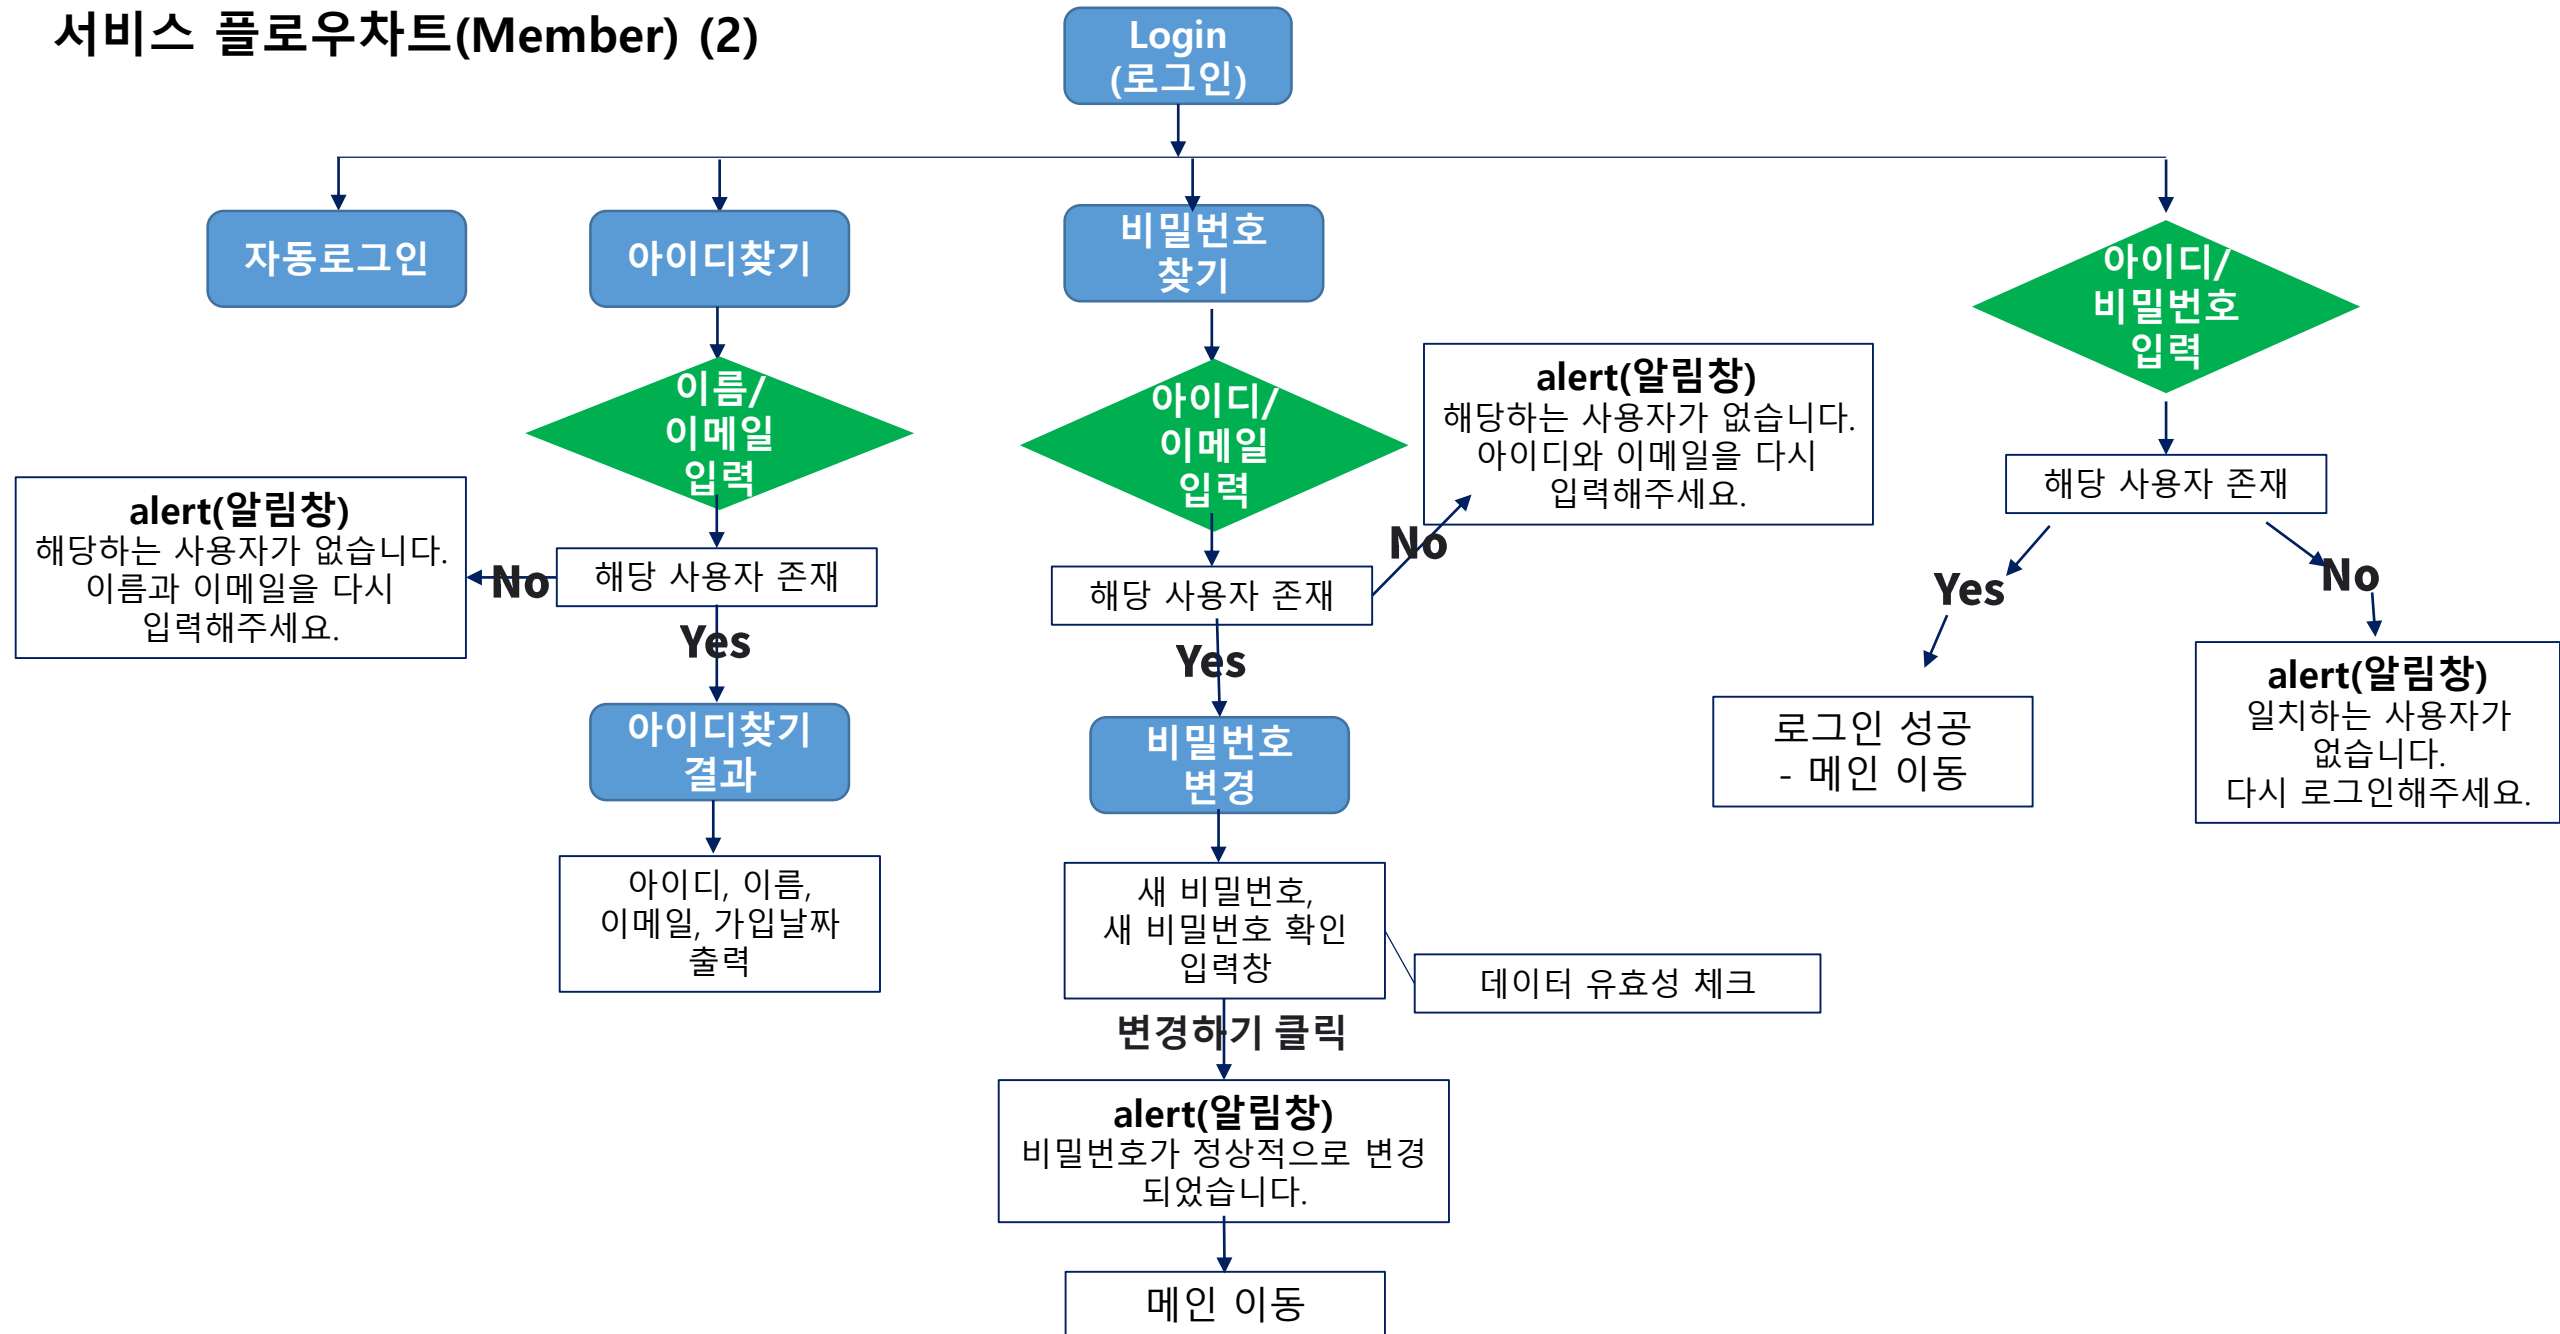 서비스 플로우차트(Member) (2)
Login
(로그인)
자동로그인
아이디찾기
비밀번호
찾기
아이디/
비밀번호
입력
이름/
이메일
입력
아이디/
이메일
입력
alert(알림창)
해당하는 사용자가 없습니다.
아이디와 이메일을 다시
입력해주세요.
해당 사용자 존재
alert(알림창)
해당하는 사용자가 없습니다.
이름과 이메일을 다시
입력해주세요.
No
해당 사용자 존재
No
해당 사용자 존재
Yes
No
Yes
Yes
아이디찾기
결과
비밀번호
변경
로그인 성공
- 메인 이동
alert(알림창)
일치하는 사용자가
없습니다.
다시 로그인해주세요.
아이디, 이름,
이메일, 가입날짜
출력
새 비밀번호,
새 비밀번호 확인
입력창
데이터 유효성 체크
변경하기 클릭
alert(알림창)
비밀번호가 정상적으로 변경
되었습니다.
메인 이동